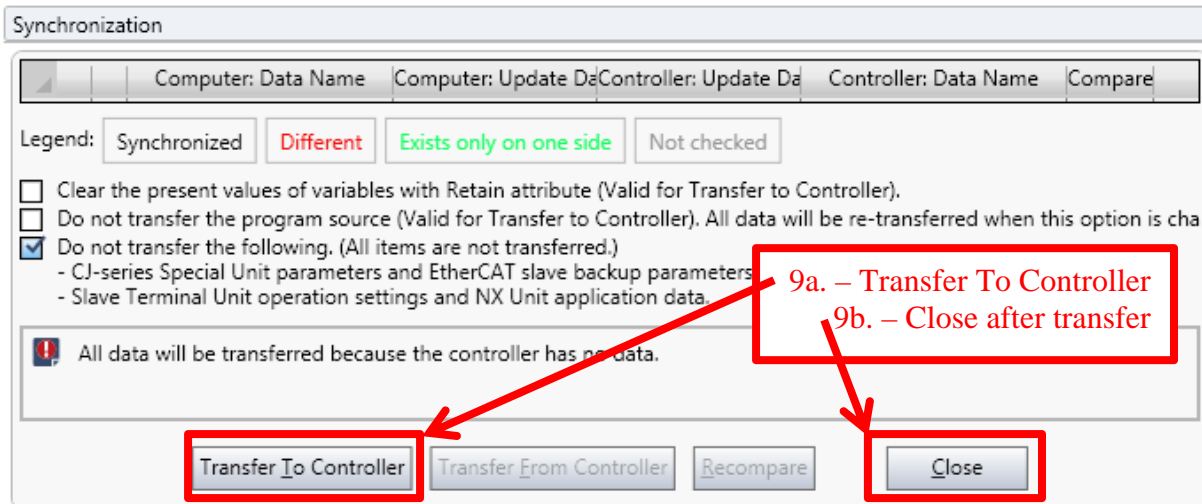 Synchronization
Computer: Data Name Computer: Update Da Controller: Update Da Controller: Data Name Compare
Legend: Synchronized Different Exists only on one side Not checked
Clear the present values of variables with Retain attribute (Valid for Transfer to Controller).
Do not transfer the program source (Valid for Transfer to Controller). All data will be re-transferred when this option is cha
Do not transfer the following. (All items are not transferred.)
- CJ-series Special Unit parameters and EtherCAT slave backup parameters
- Slave Terminal Unit operation settings and NX Unit application data.
9a. – Transfer To Controller
9b. – Close after transfer
All data will be transferred because the controller has no data.
Transfer To Controller Transfer From Controller Recompare Close